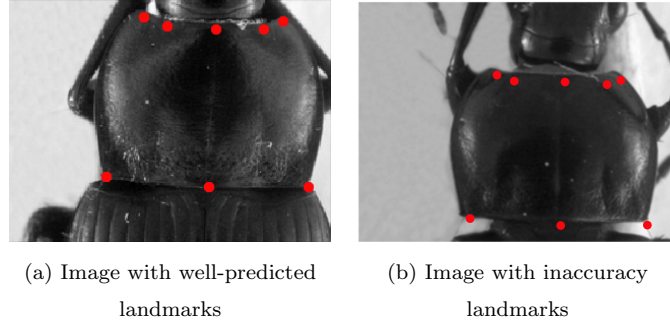 (a) Image with well-predicted
landmarks
(b) Image with inaccuracy
landmarks